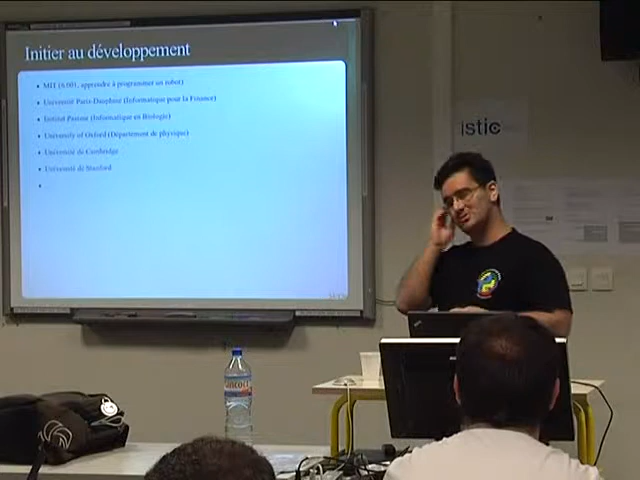 Initier au développement
• MIT (6.001, apprendre à programmer un robot)
• Université Paris-Dauphine (Informatique pour la Finance)
• Institut Pasteur (Informatique en Biologie)
• University of Oxford (Département de physique)
• Université de Cambridge
• Université de Stanford
•
istic